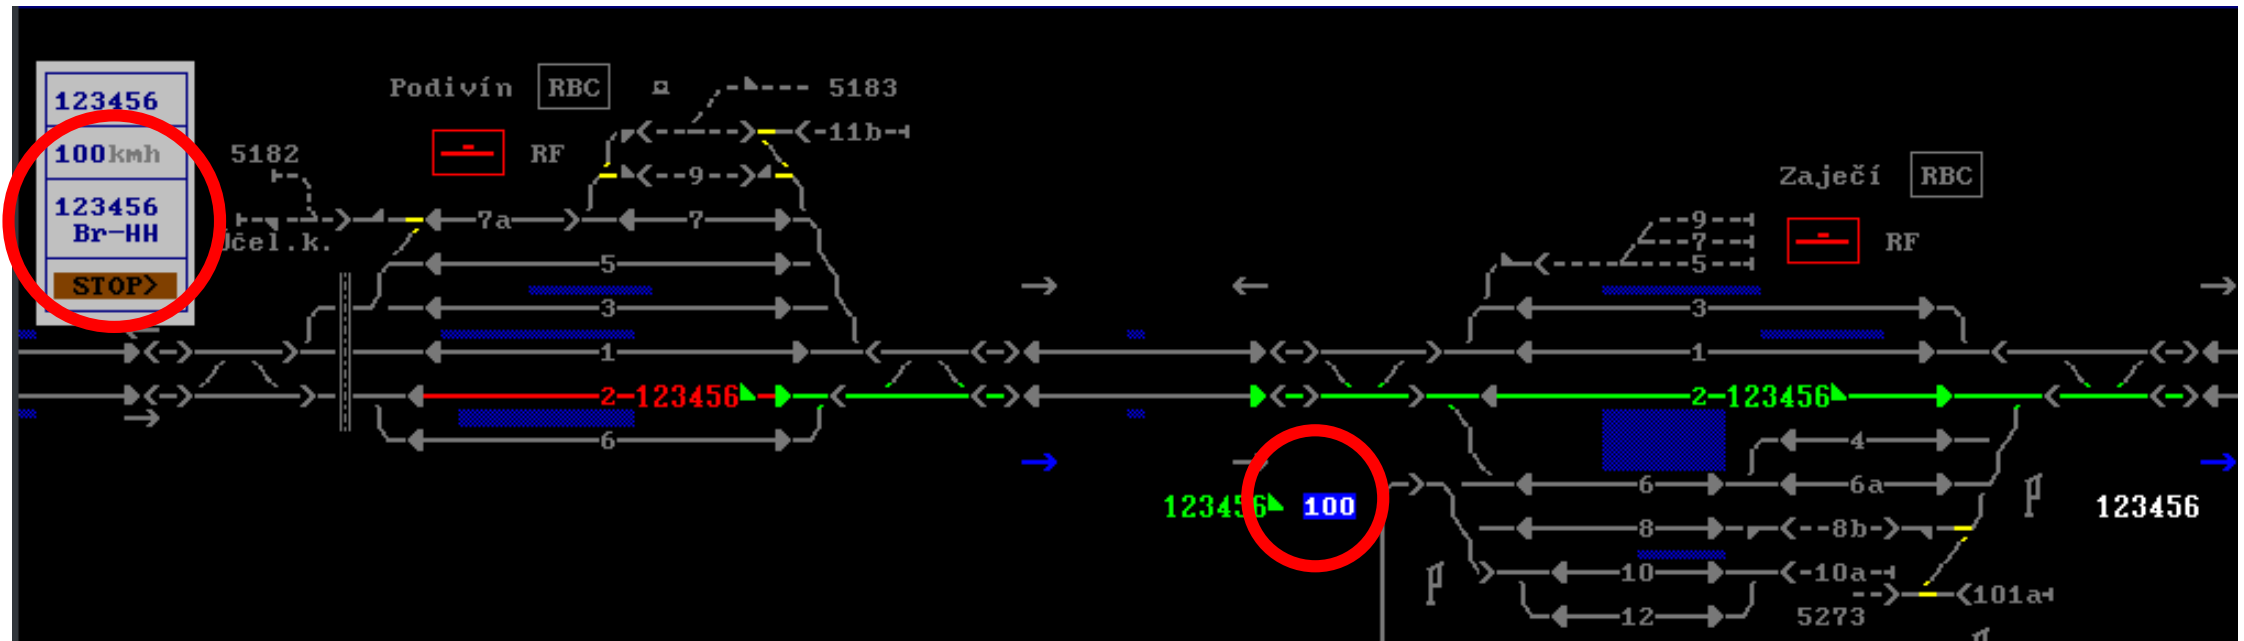 123456
100kmh
123456
Br-HH
STOP>
Podivín RBC
5183
11b
5182
RF
9
Účel.k.
7a 7
5
3
1
2 123456
6
123456 100
Zaječí RBC
9
7
5
RF
3
1
2 123456
4
6 6a
8 8b
10 10a
101a
12 5273
123456